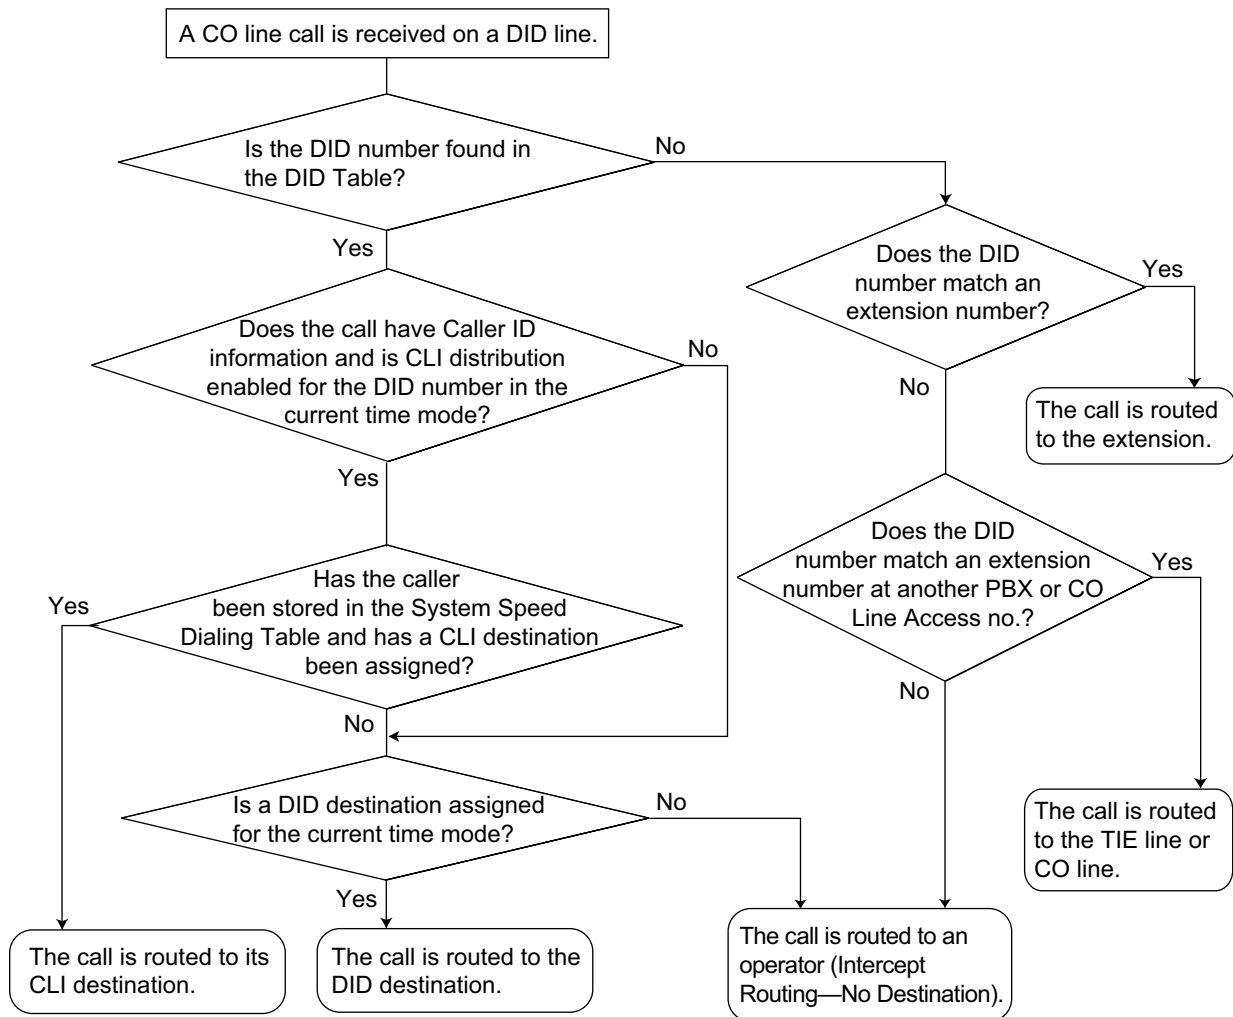 A CO line call is received on a DID line.
Is the DID number found in
the DID Table?
No
Yes
Does the DID
number match an
extension number?
Yes
No
The call is routed
to the extension.
Does the call have Caller ID
information and is CLI distribution
enabled for the DID number in the
current time mode?
No
Yes
Does the DID
number match an extension
number at another PBX or CO
Line Access no.?
Yes
No
Has the caller
been stored in the System Speed
Dialing Table and has a CLI destination
been assigned?
Yes
No
Is a DID destination assigned
for the current time mode?
No
Yes
The call is routed
to the TIE line or
CO line.
The call is routed to its
CLI destination.
The call is routed to the
DID destination.
The call is routed to an
operator (Intercept
Routing—No Destination).